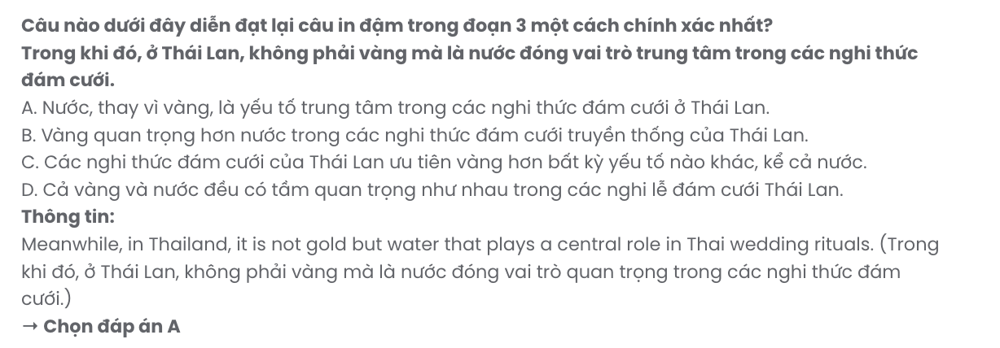 Câu nào dưới đây diễn đạt lại câu in đậm trong đoạn 3 một cách chính xác nhất?
Trong khi đó, ở Thái Lan, không phải vàng mà là nước đóng vai trò trung tâm trong các nghi thức
đám cưới.
A. Nước, thay vì vàng, là yếu tố trung tâm trong các nghi thức đám cưới ở Thái Lan.
B. Vàng quan trọng hơn nước trong các nghi thức đám cưới truyền thống của Thái Lan.
C. Các nghi thức đám cưới của Thái Lan ưu tiên vàng hơn bất kỳ yếu tố nào khác, kể cả nước.
D. Cả vàng và nước đều có tầm quan trọng như nhau trong các nghi lễ đám cưới Thái Lan.
Thông tin:
Meanwhile, in Thailand, it is not gold but water that plays a central role in Thai wedding rituals. (Trong
khi đó, ở Thái Lan, không phải vàng mà là nước đóng vai trò quan trọng trong các nghi thức đám
cưới.)
→ Chọn đáp án A